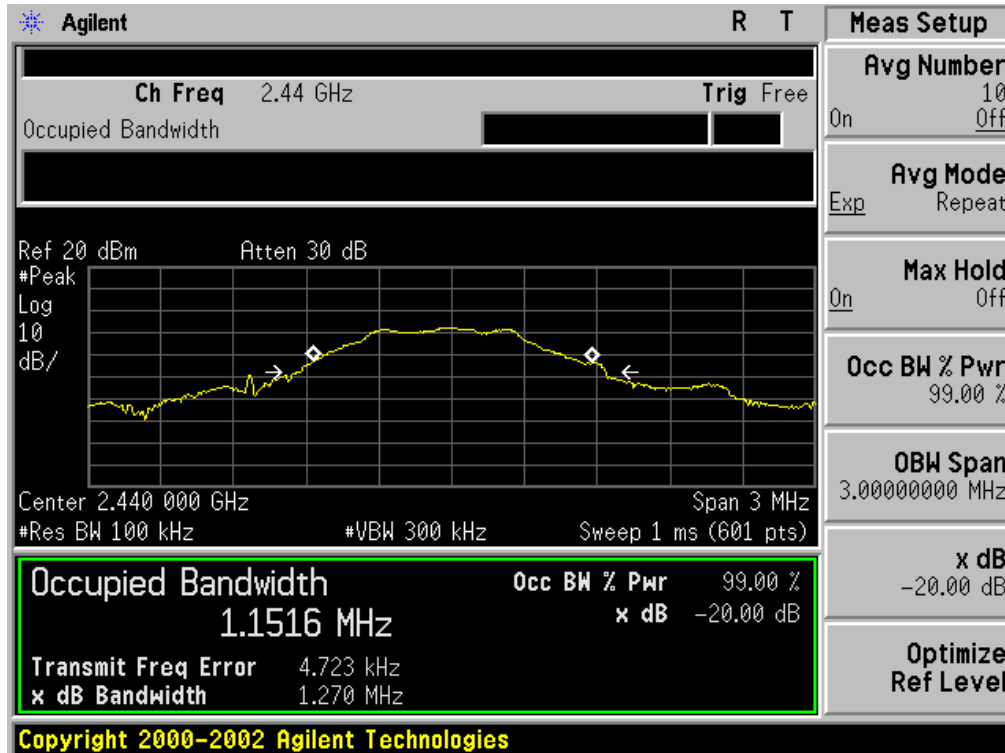 Agilent R T
Ch Freq 2.44 GHz Trig Free
Occupied Bandwidth
Ref 20 dBm Atten 30 dB
#Peak
Log
10
dB/
Center 2.440 000 GHz Span 3 MHz
#Res BW 100 kHz #VBW 300 kHz Sweep 1 ms (601 pts)
Occupied Bandwidth
1.1516 MHz
Occ BW % Pwr 99.00 %
x dB -20.00 dB
Transmit Freq Error 4.723 kHz
x dB Bandwidth 1.270 MHz
Copyright 2000-2002 Agilent Technologies
Meas Setup
Avg Number
10
On Off
Avg Mode
Exp Repeat
Max Hold
On Off
Occ BW % Pwr
99.00 %
OBW Span
3.00000000 MHz
x dB
-20.00 dB
Optimize
Ref Level